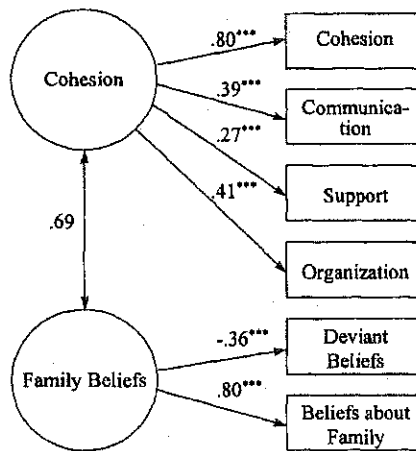 .80***
Cohesion
Cohesion
.39***
Communica-
tion
.27***
Support
.41***
.69
Organization
-.36***
Deviant
Beliefs
Family Beliefs
.80***
Beliefs about
Family